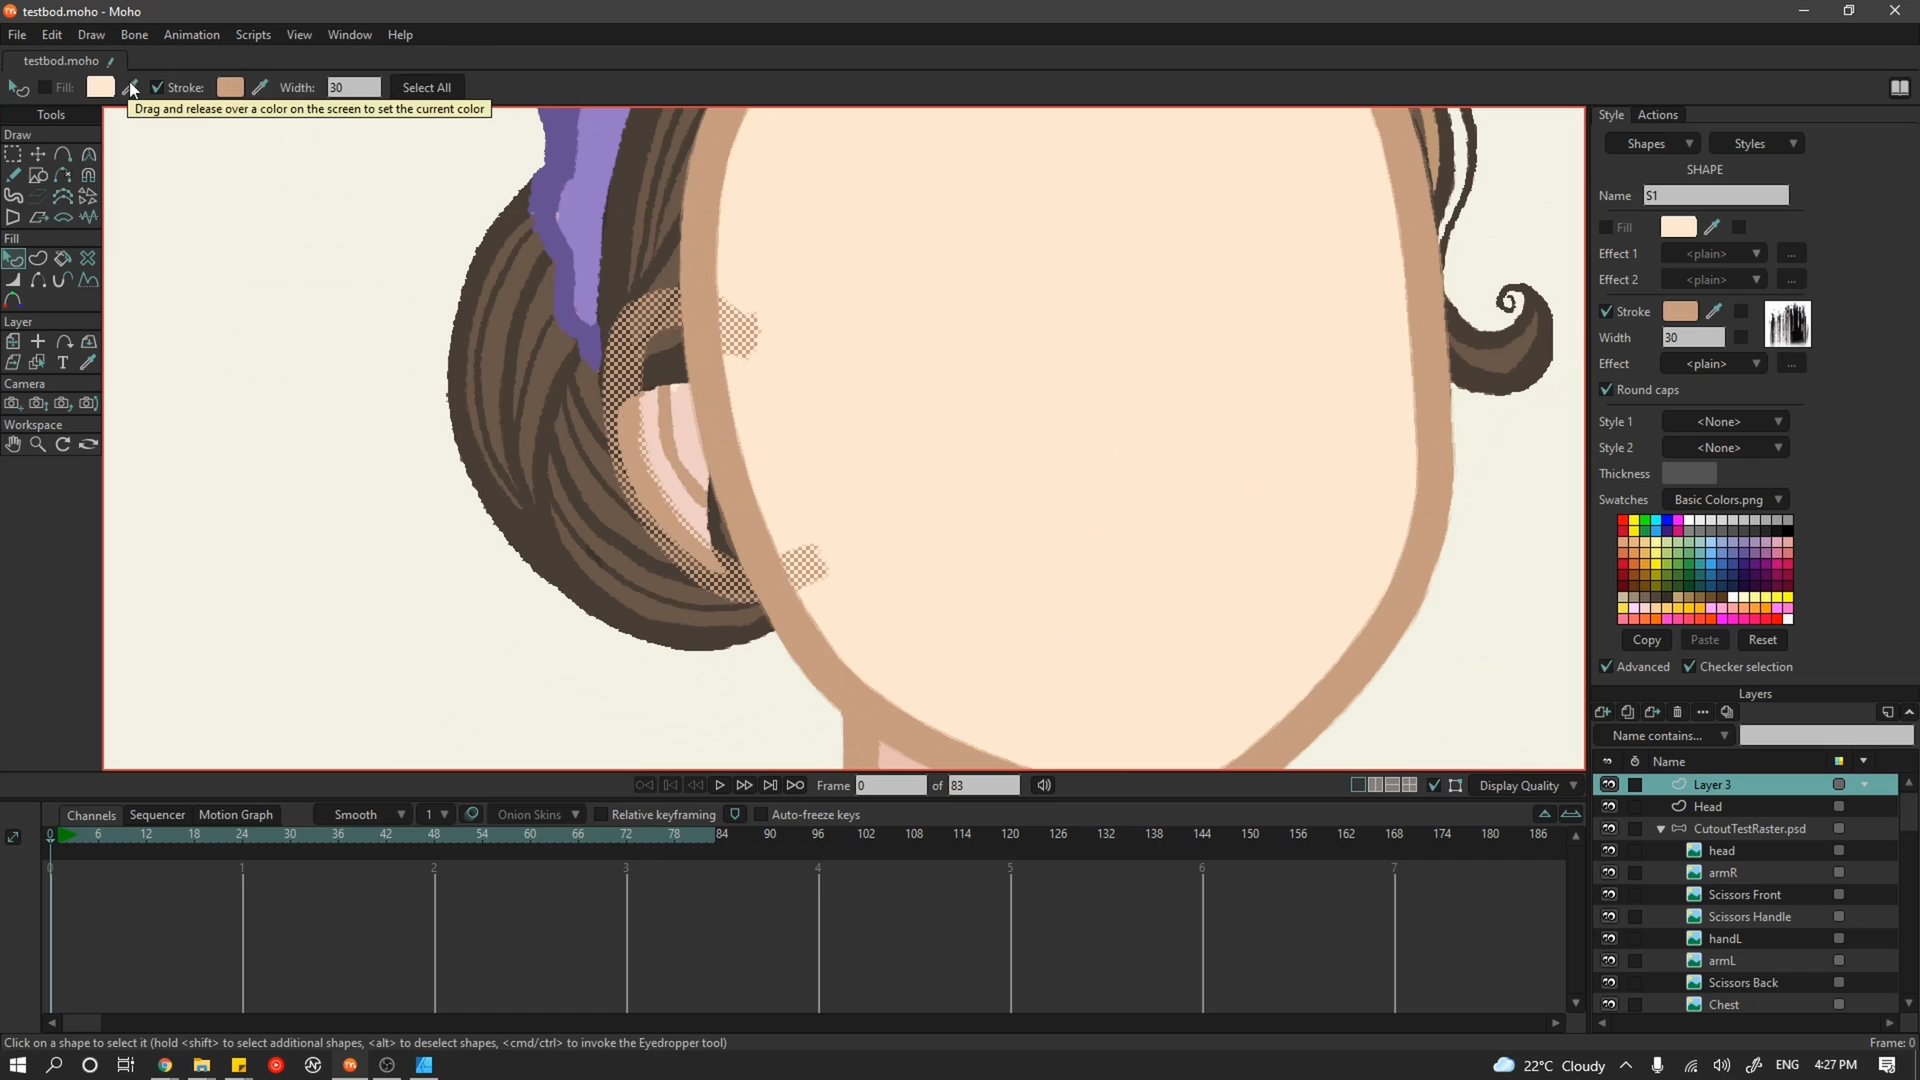 testbod.moho - Moho
File Edit Draw Bone Animation Scripts View Window Help
testbod.moho
Fill: Stroke: Width: 30 Select All
Drag and release over a color on the screen to set the current color
Tools
Draw
Fill
Layer
Camera
Workspace
Style Actions
Shapes Styles
SHAPE
Name S1
Fill
Effect 1 <plain> ...
Effect 2 <plain> ...
Stroke
Width 30
Effect <plain> ...
Round caps
Style 1 <None>
Style 2 <None>
Thickness
Swatches Basic Colors.png
Copy Paste Reset
Advanced Checker selection
Layers
Name contains...
Name
Layer 3
Head
CutoutTestRaster.psd
head
armR
Scissors Front
Scissors Handle
handL
armL
Scissors Back
Chest
Frame 0 of 83 Display Quality
Channels Sequencer Motion Graph Smooth 1 Onion Skins Relative keyframing Auto-freeze keys
0 6 12 18 24 30 36 42 48 54 60 66 72 78 84 90 96 102 108 114 120 126 132 138 144 150 156 162 168 174 180 186
0 1 2 3 4 5 6 7
Click on a shape to select it (hold <shift> to select additional shapes, <alt> to deselect shapes, <cmd/ctrl> to invoke the Eyedropper tool) Frame: 0
22°C Cloudy ENG 4:27 PM